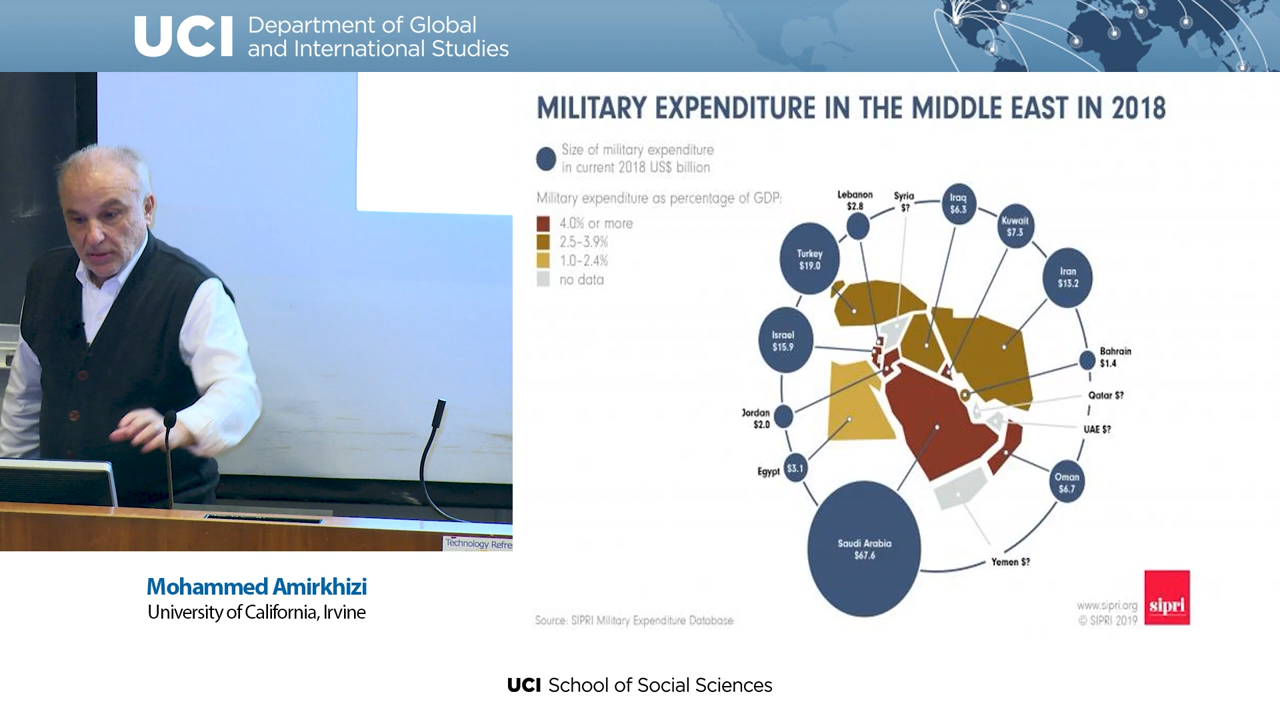 UCI
Department of Global
and International Studies
MILITARY EXPENDITURE IN THE MIDDLE EAST IN 2018
Size of military expenditure
in current 2018 US$ billion
Military expenditure as percentage of GDP:
4.0% or more
2.5–3.9%
1.0–2.4%
no data
Lebanon
$2.8
Syria
$?
Iraq
$6.3
Kuwait
$7.3
Turkey
$19.0
Iran
$13.2
Israel
$15.9
Bahrain
$1.4
Qatar $?
Jordan
$2.0
UAE $?
Egypt
$3.1
Oman
$6.7
Saudi Arabia
$67.6
Yemen $?
Source: SIPRI Military Expenditure Database
www.sipri.org
© SIPRI 2019
sipri
Technology Refre
Mohammed Amirkhizi
University of California, Irvine
UCI School of Social Sciences